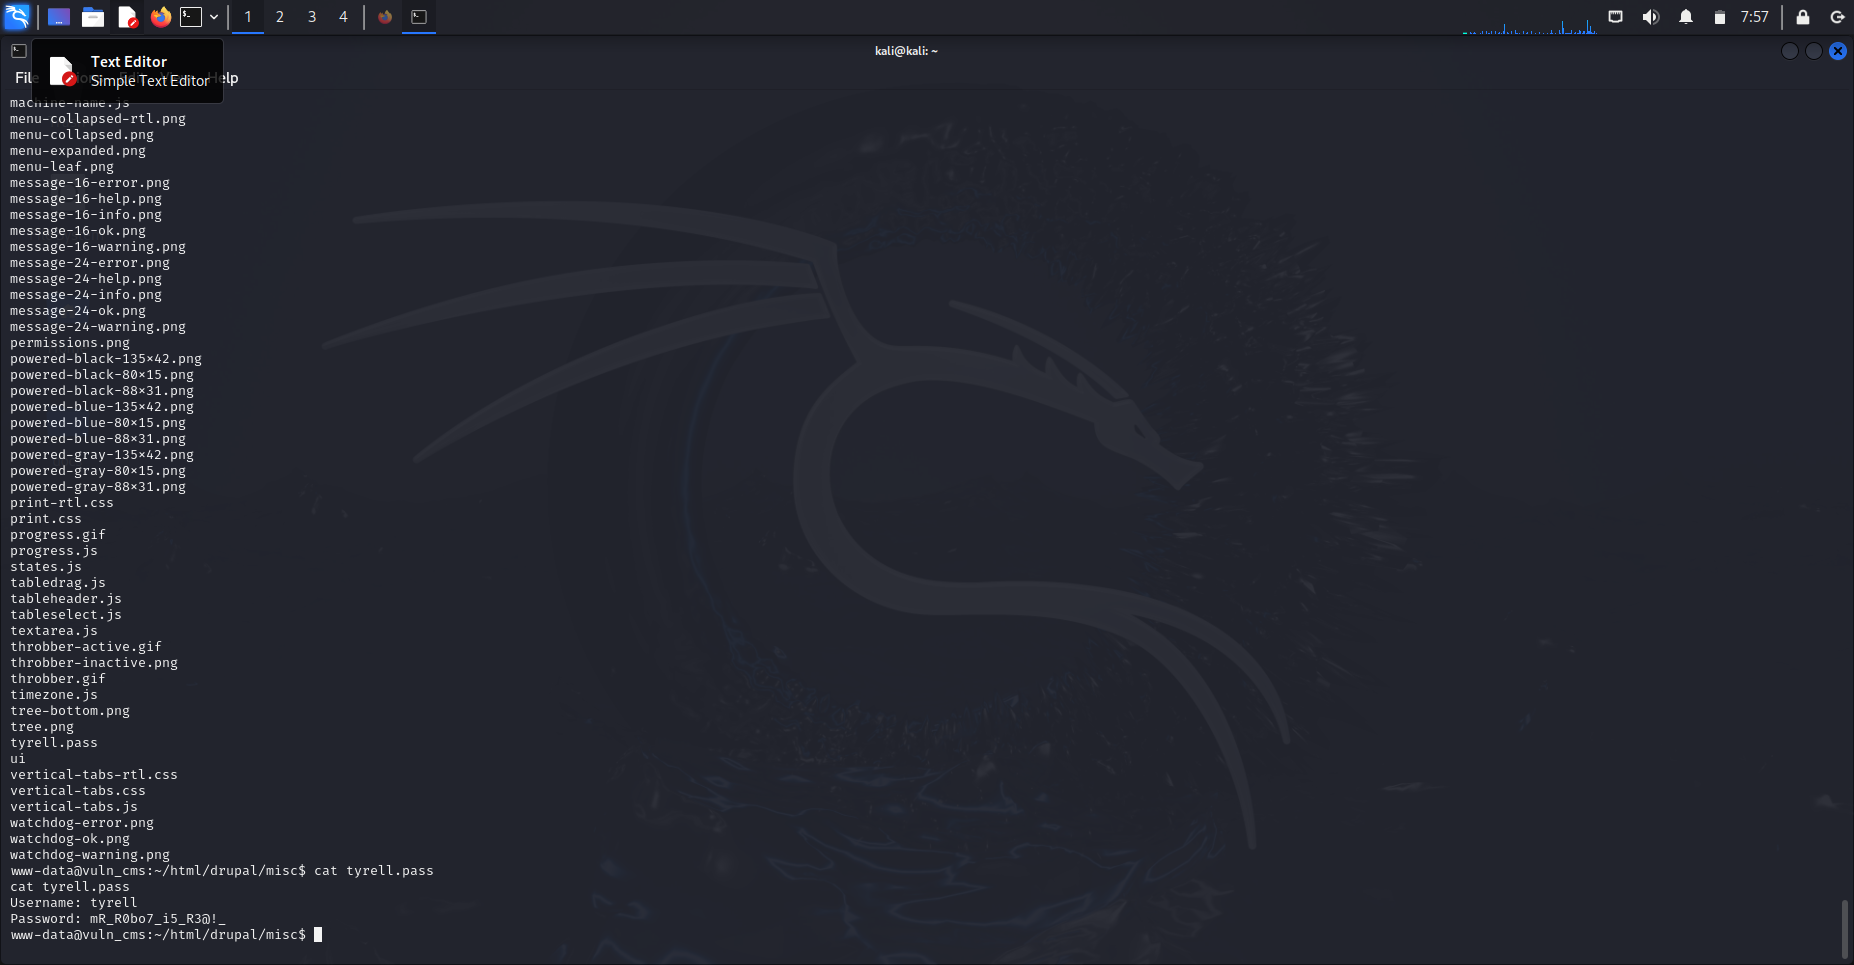 1 2 3 4
7:57
kali@kali: ~
Text Editor
Simple Text Editor
File Help
machine-name.js
menu-collapsed-rtl.png
menu-collapsed.png
menu-expanded.png
menu-leaf.png
message-16-error.png
message-16-help.png
message-16-info.png
message-16-ok.png
message-16-warning.png
message-24-error.png
message-24-help.png
message-24-info.png
message-24-ok.png
message-24-warning.png
permissions.png
powered-black-135×42.png
powered-black-80×15.png
powered-black-88×31.png
powered-blue-135×42.png
powered-blue-80×15.png
powered-blue-88×31.png
powered-gray-135×42.png
powered-gray-80×15.png
powered-gray-88×31.png
print-rtl.css
print.css
progress.gif
progress.js
states.js
tabledrag.js
tableheader.js
tableselect.js
textarea.js
throbber-active.gif
throbber-inactive.png
throbber.gif
timezone.js
tree-bottom.png
tree.png
tyrell.pass
ui
vertical-tabs-rtl.css
vertical-tabs.css
vertical-tabs.js
watchdog-error.png
watchdog-ok.png
watchdog-warning.png
www-data@vuln_cms:~/html/drupal/misc$ cat tyrell.pass
cat tyrell.pass
Username: tyrell
Password: mR_R0bo7_i5_R3@!_
www-data@vuln_cms:~/html/drupal/misc$